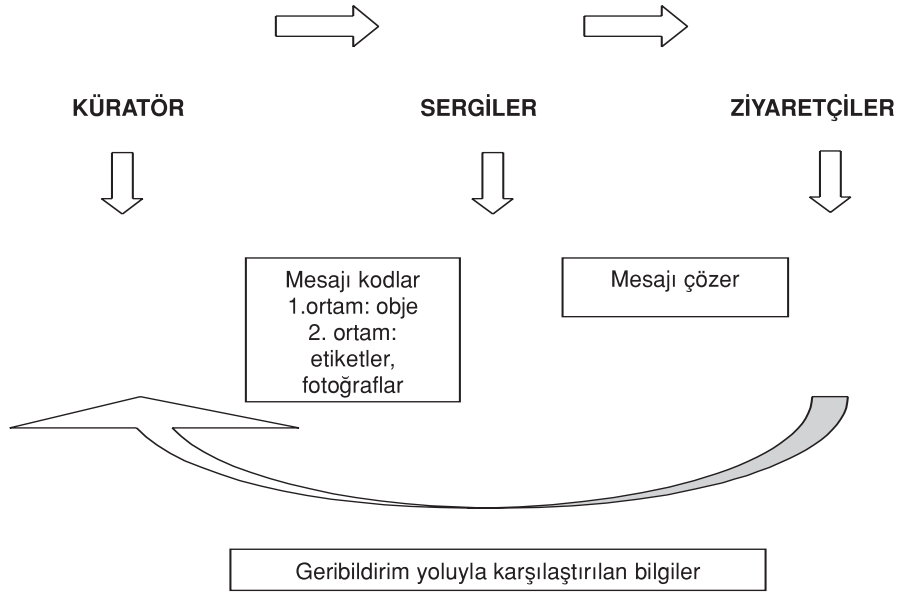 KÜRATÖR
SERGİLER
ZİYARETÇİLER
Mesajı kodlar
1.ortam: obje
2. ortam:
etiketler,
fotoğraflar
Mesajı çözer
Geribildirim yoluyla karşılaştırılan bilgiler